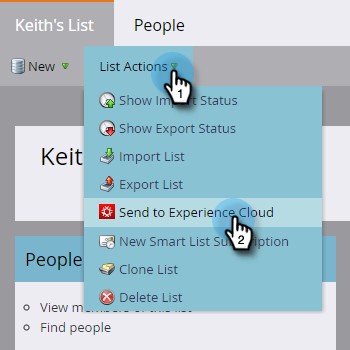 Keith's List People
New List Actions
1
Show Import Status
Show Export Status
Import List
Export List
Send to Experience Cloud
2
New Smart List Subscription
Clone List
Delete List
Keit
People
View members of this list
Find people